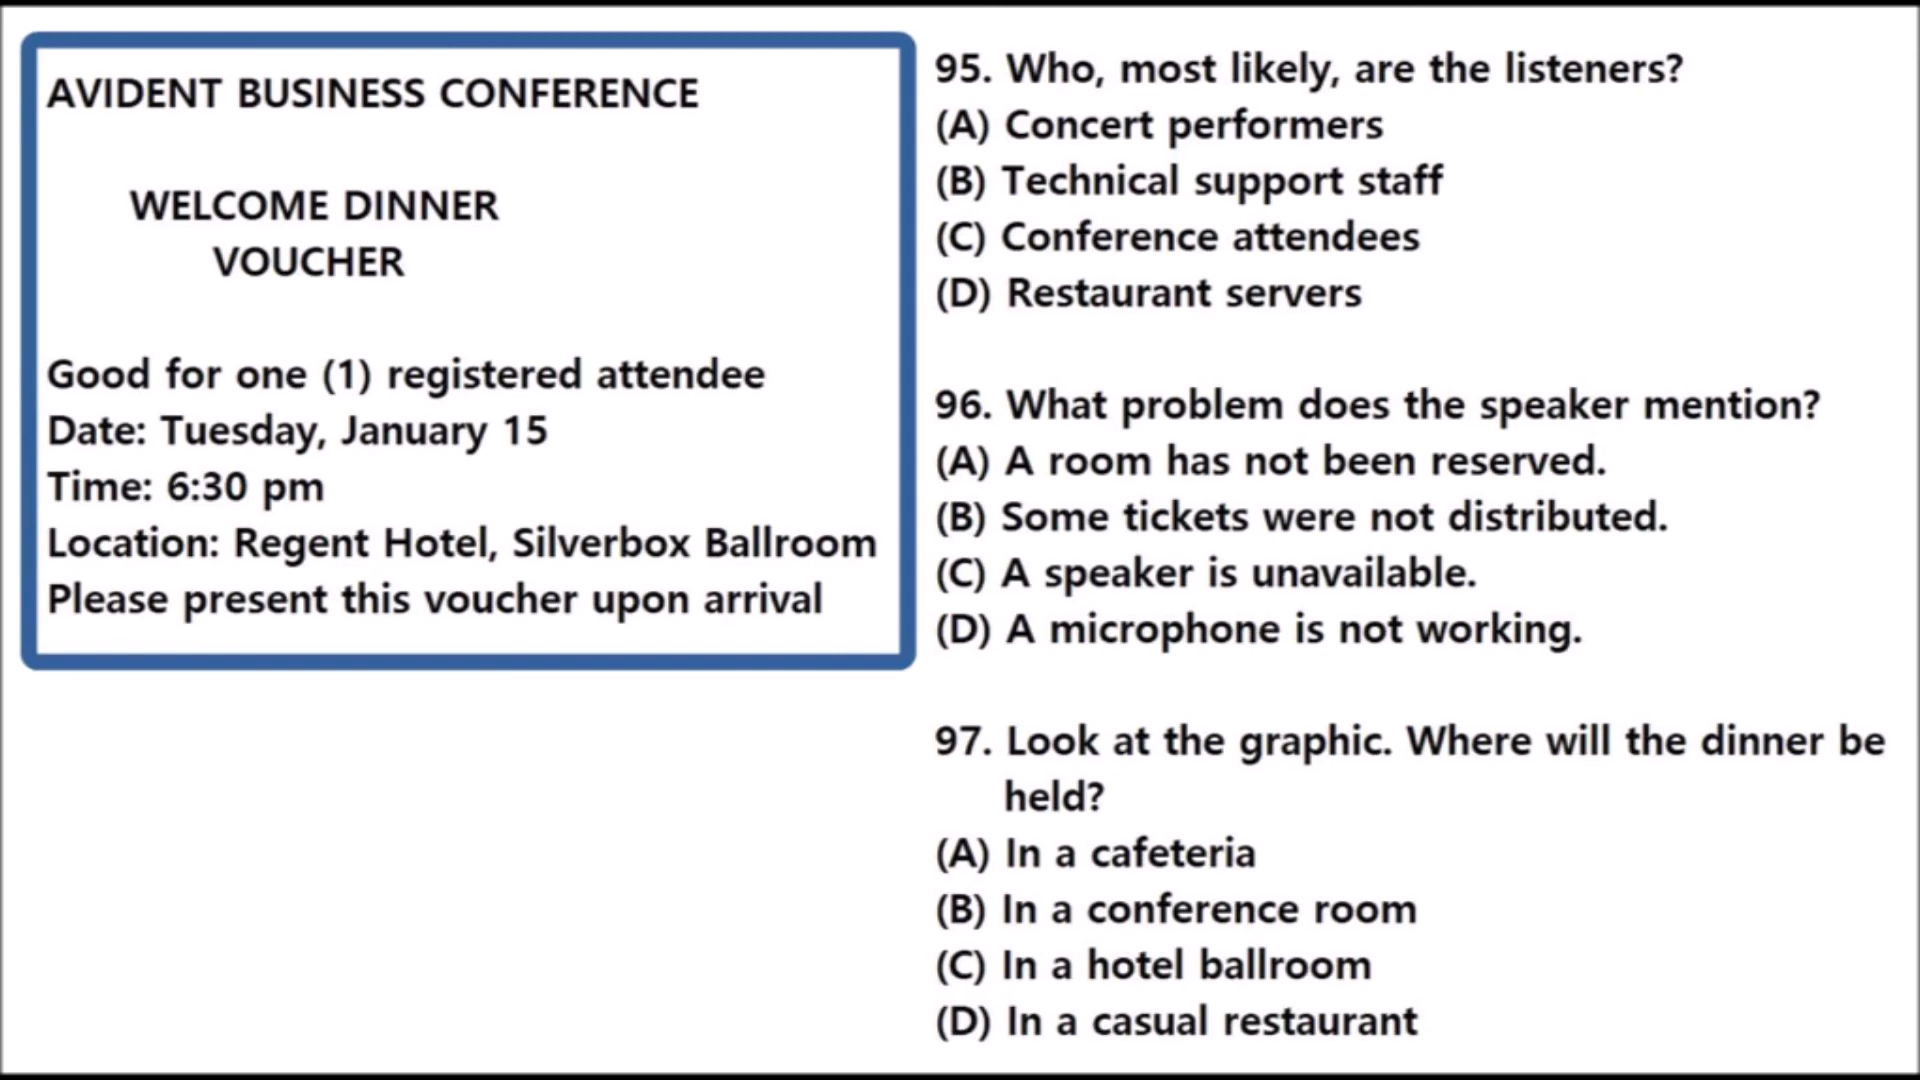 AVIDENT BUSINESS CONFERENCE
WELCOME DINNER
VOUCHER
Good for one (1) registered attendee
Date: Tuesday, January 15
Time: 6:30 pm
Location: Regent Hotel, Silverbox Ballroom
Please present this voucher upon arrival
95. Who, most likely, are the listeners?
(A) Concert performers
(B) Technical support staff
(C) Conference attendees
(D) Restaurant servers
96. What problem does the speaker mention?
(A) A room has not been reserved.
(B) Some tickets were not distributed.
(C) A speaker is unavailable.
(D) A microphone is not working.
97. Look at the graphic. Where will the dinner be
held?
(A) In a cafeteria
(B) In a conference room
(C) In a hotel ballroom
(D) In a casual restaurant